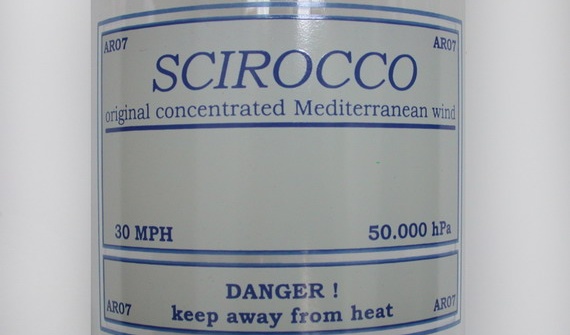 AR07 AR07
SCIROCCO
original concentrated Mediterranean wind
30 MPH 50.000 hPa
DANGER !
AR07 keep away from heat AR07